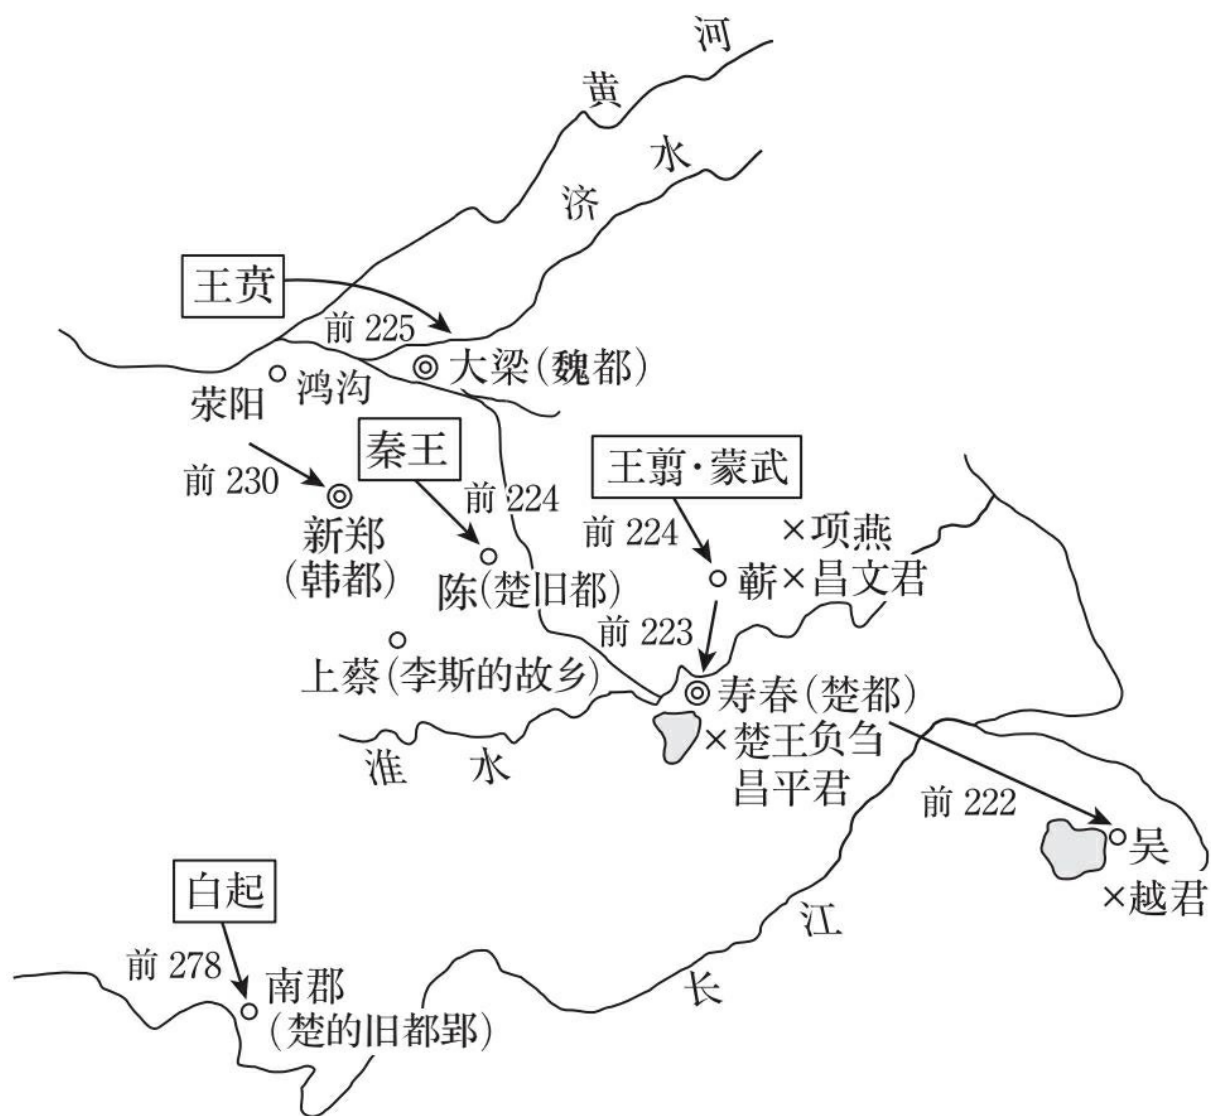 黄河
济水
王贲
前 225
大梁(魏都)
荥阳
鸿沟
前 230
新郑
(韩都)
秦王
前 224
陈(楚旧都)
王翦·蒙武
前 224
×项燕
蕲×昌文君
前 223
上蔡(李斯的故乡)
寿春(楚都)
×楚王负刍
昌平君
淮水
前 222
吴
×越君
白起
前 278
南郡
(楚的旧都郢)
长江